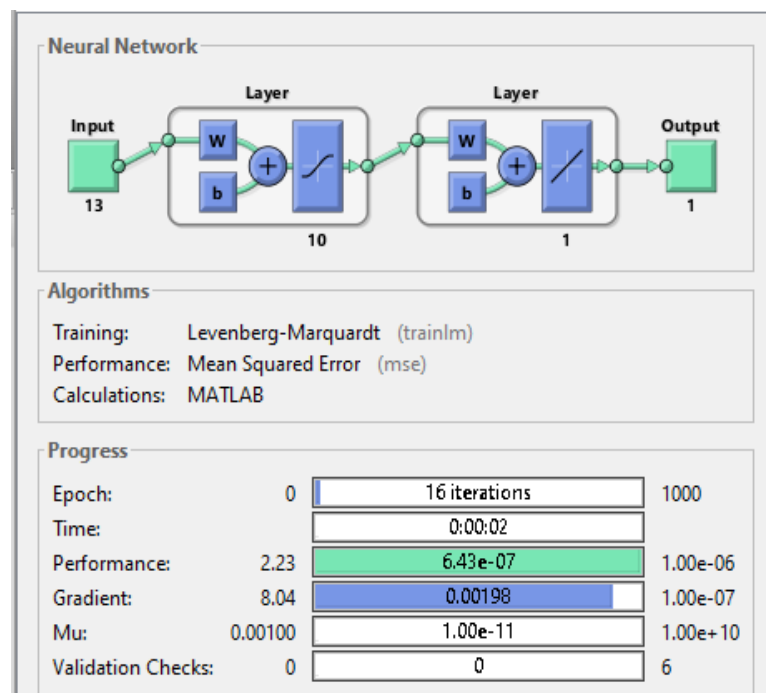 Neural Network
Layer Layer
Input Output
W W
b b
13 1
10 1
Algorithms
Training: Levenberg-Marquardt (trainlm)
Performance: Mean Squared Error (mse)
Calculations: MATLAB
Progress
Epoch: 0 16 iterations 1000
Time: 0:00:02
Performance: 2.23 6.43e-07 1.00e-06
Gradient: 8.04 0.00198 1.00e-07
Mu: 0.00100 1.00e-11 1.00e+10
Validation Checks: 0 0 6